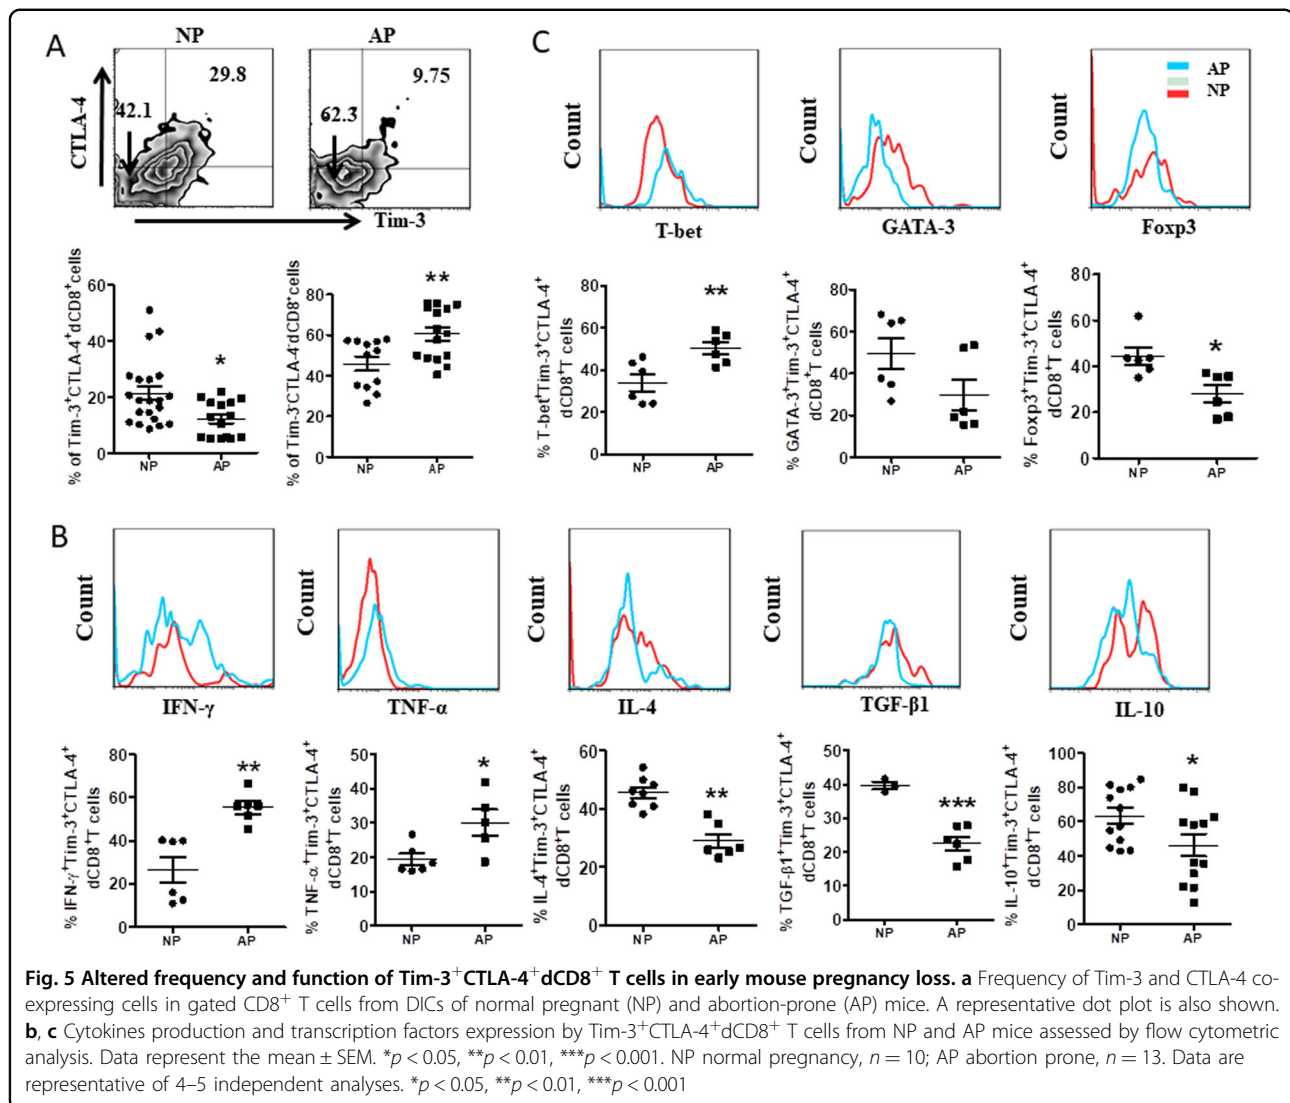 A
NP
AP
CTLA-4
29.8
42.1
9.75
62.3
Tim-3
% of Tim-3⁺CTLA-4⁺dCD8⁺cells
60
40
20
0
*
NP
AP
% of Tim-3⁻CTLA-4⁻dCD8⁺cells
80
60
40
20
0
**
NP
AP
C
Count
T-bet
Count
GATA-3
Count
AP
NP
Foxp3
% T-bet⁺Tim-3⁺CTLA-4⁺
dCD8⁺T cells
80
60
40
20
0
**
NP
AP
% GATA-3⁺Tim-3⁺CTLA-4⁺
dCD8⁺T cells
80
60
40
20
0
NP
AP
% Foxp3⁺Tim-3⁺CTLA-4⁺
dCD8⁺T cells
80
60
40
20
0
*
NP
AP
B
Count
IFN-γ
Count
TNF-α
Count
IL-4
Count
TGF-β1
Count
IL-10
% IFN-γ⁺Tim-3⁺CTLA-4⁺
dCD8⁺T cells
80
60
40
20
0
**
NP
AP
% TNF-α⁺Tim-3⁺CTLA-4⁺
dCD8⁺T cells
50
40
30
20
10
0
*
NP
AP
% IL-4⁺Tim-3⁺CTLA-4⁺
dCD8⁺T cells
60
40
20
0
**
NP
AP
% TGF-β1⁺Tim-3⁺CTLA-4⁺
dCD8⁺T cells
50
40
30
20
10
0
***
NP
AP
% IL-10⁺Tim-3⁺CTLA-4⁺
dCD8⁺T cells
100
80
60
40
20
0
*
NP
AP
Fig. 5 Altered frequency and function of Tim-3⁺CTLA-4⁺dCD8⁺ T cells in early mouse pregnancy loss. a Frequency of Tim-3 and CTLA-4 co-
expressing cells in gated CD8⁺ T cells from DICs of normal pregnant (NP) and abortion-prone (AP) mice. A representative dot plot is also shown.
b, c Cytokines production and transcription factors expression by Tim-3⁺CTLA-4⁺dCD8⁺ T cells from NP and AP mice assessed by flow cytometric
analysis. Data represent the mean ± SEM. *p < 0.05, **p < 0.01, ***p < 0.001. NP normal pregnancy, n = 10; AP abortion prone, n = 13. Data are
representative of 4–5 independent analyses. *p < 0.05, **p < 0.01, ***p < 0.001